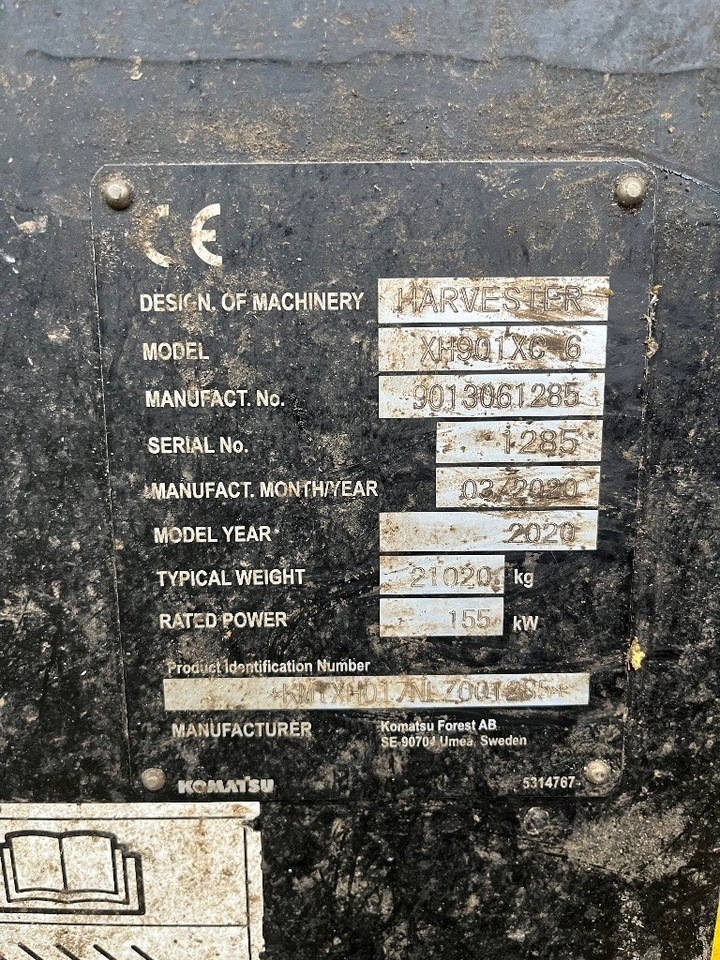 CE
DESIGN. OF MACHINERY HARVESTER
MODEL XH901XC 6
MANUFACT. No. 9013061285
SERIAL No. 1285
MANUFACT. MONTH/YEAR 03/2020
MODEL YEAR 2020
TYPICAL WEIGHT 21020 kg
RATED POWER 155 kW
Product Identification Number
MANUFACTURER Komatsu Forest AB
SE-90704 Umeå, Sweden
KOMATSU 5314767-